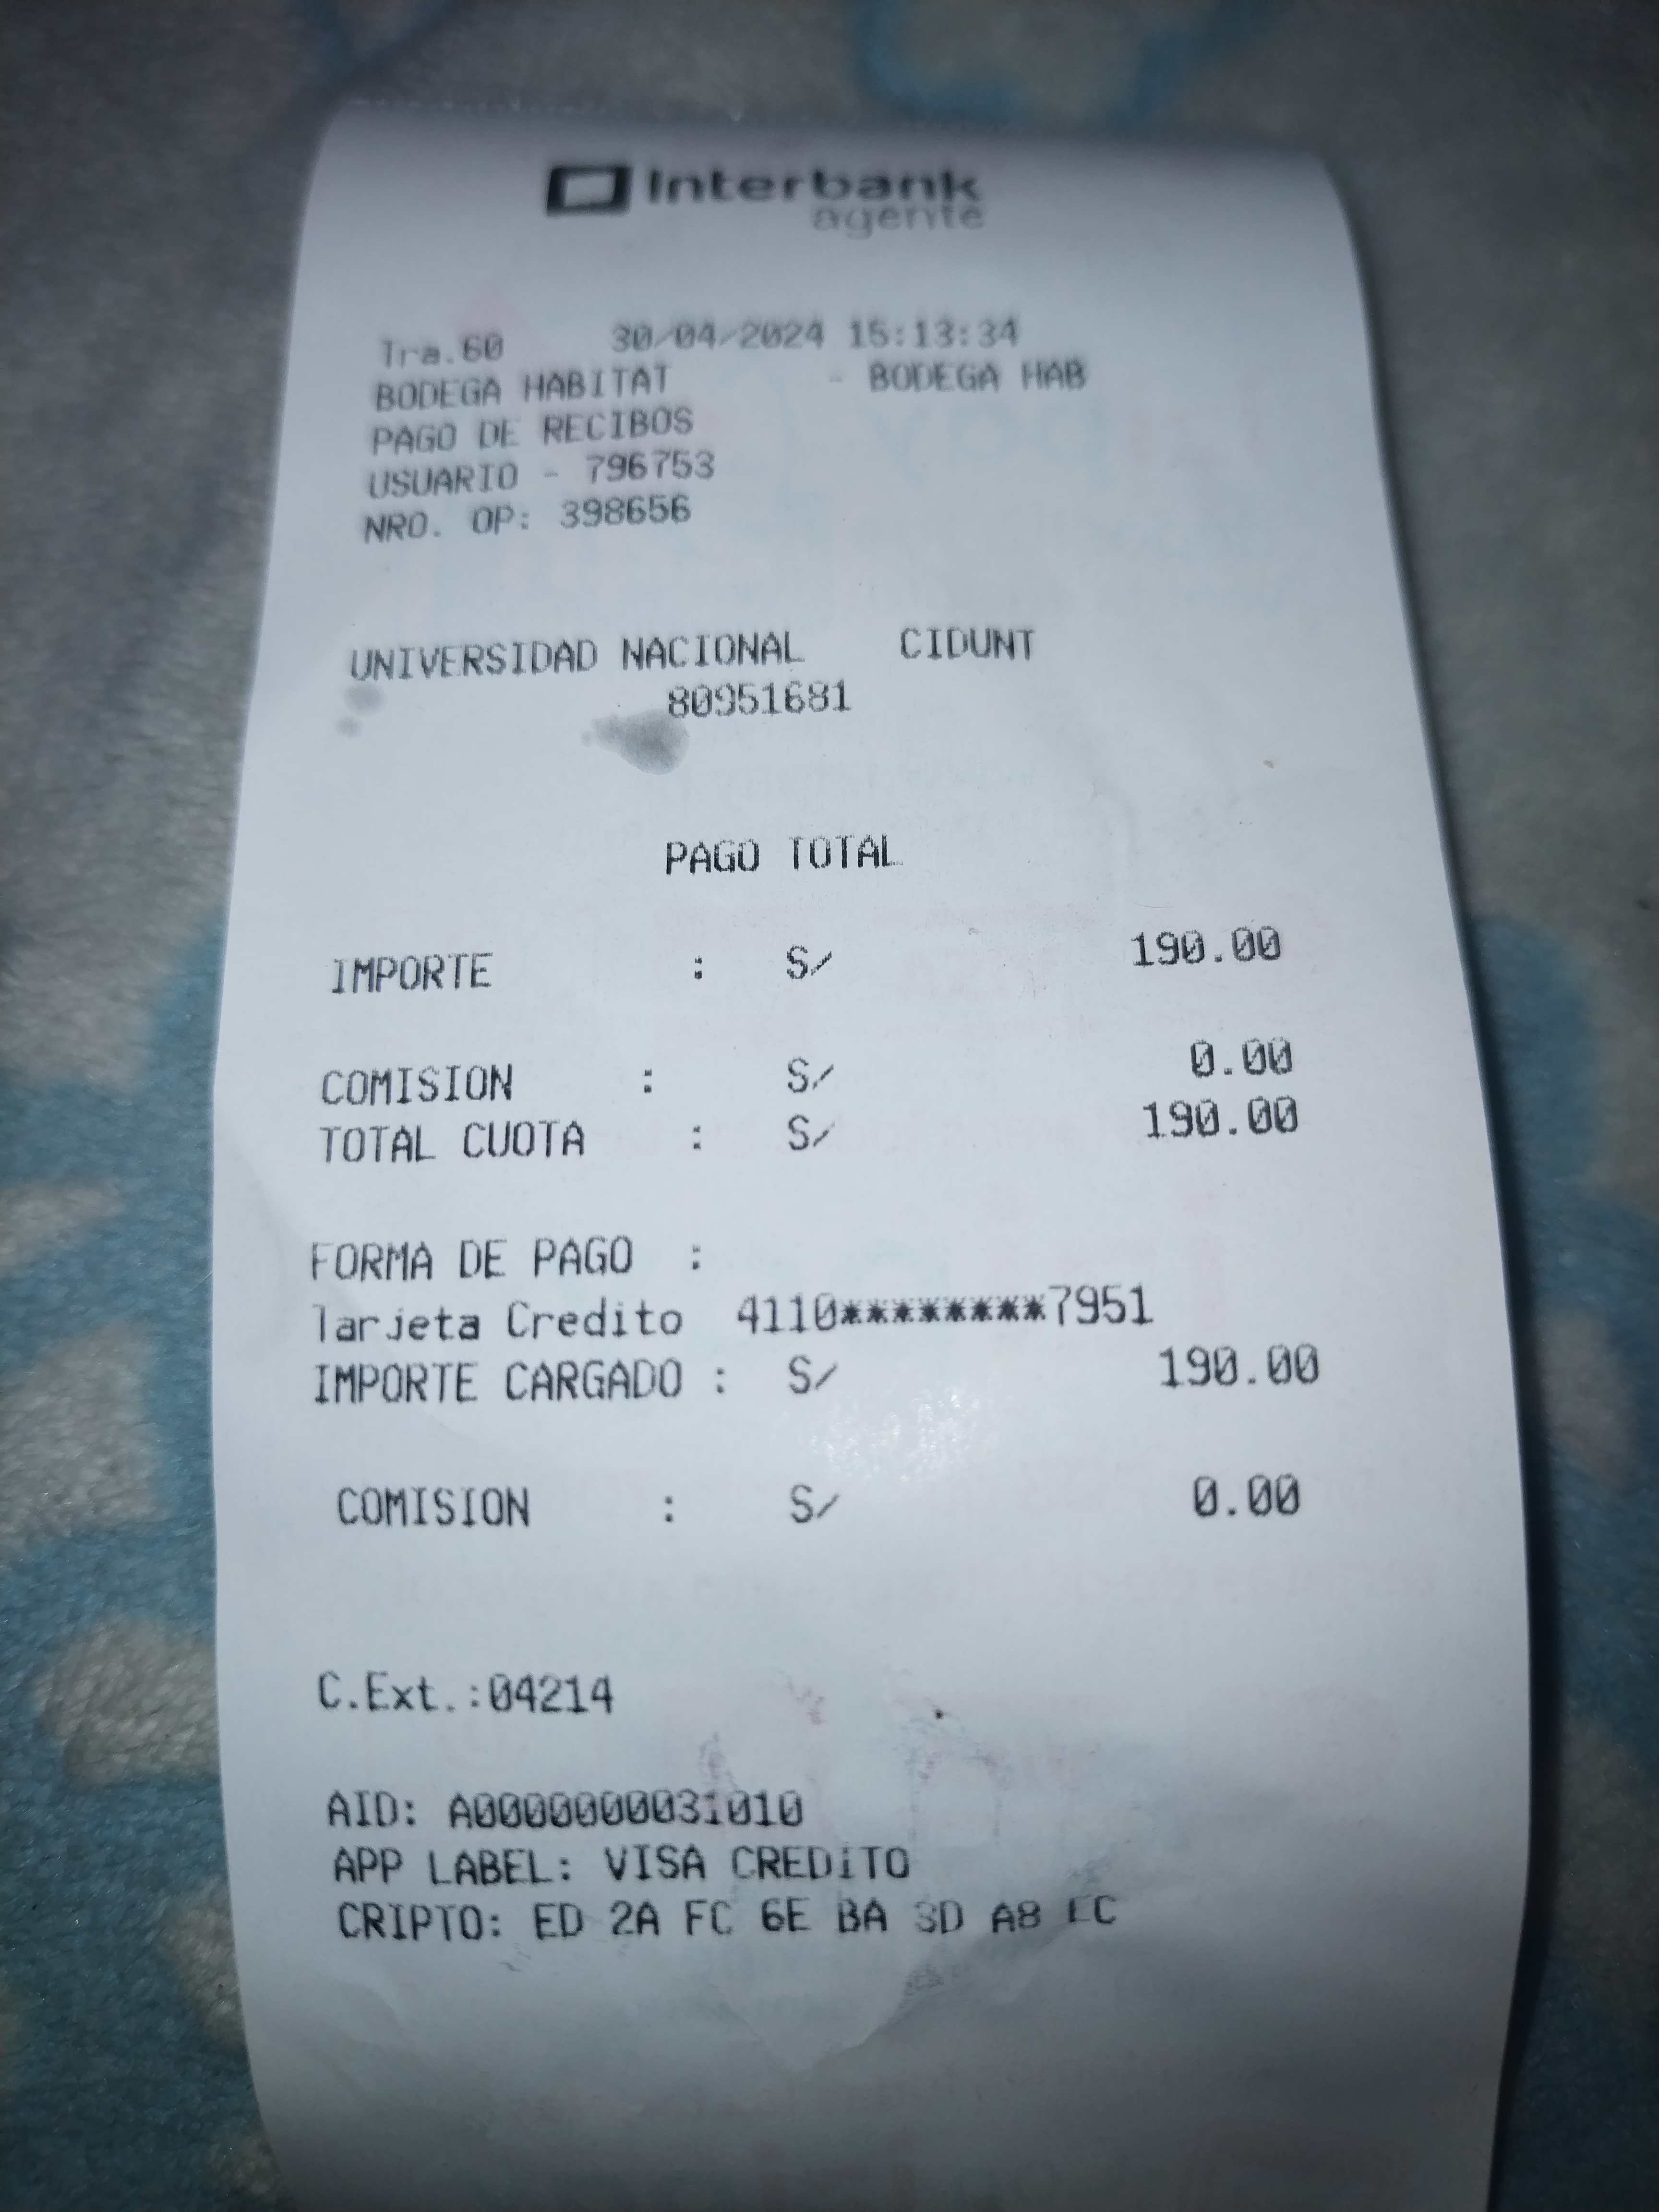 Interbank
agente
Tra.60 30/04/2024 15:13:34
BODEGA HABITAT - BODEGA HAB
PAGO DE RECIBOS
USUARIO - 796753
NRO. OP: 398656
UNIVERSIDAD NACIONAL CIDUNT
80951681
PAGO TOTAL
IMPORTE : S/ 190.00
COMISION : S/ 0.00
TOTAL CUOTA : S/ 190.00
FORMA DE PAGO :
Tarjeta Credito 4110********7951
IMPORTE CARGADO : S/ 190.00
COMISION : S/ 0.00
C.Ext.:04214
AID: A0000000031010
APP LABEL: VISA CREDITO
CRIPTO: ED 2A FC 6E BA 3D A8